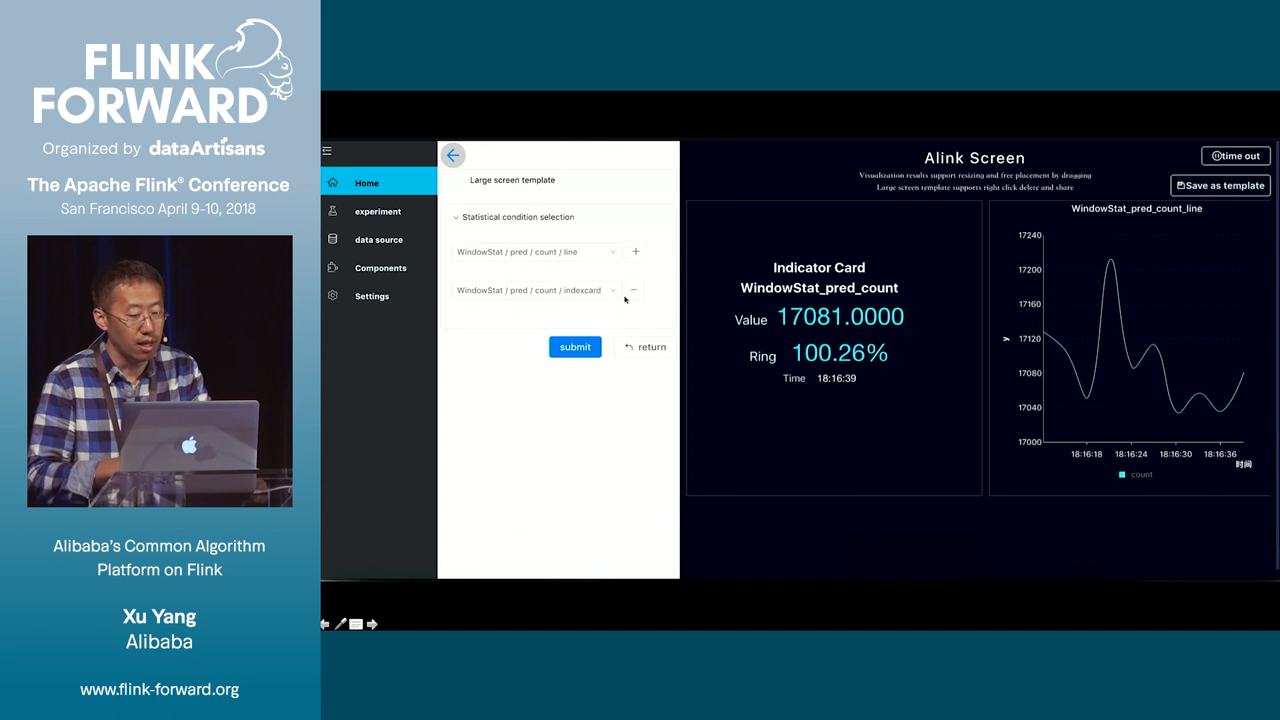 FLINK
FORWARD
Organized by dataArtisans
The Apache Flink® Conference
San Francisco April 9-10, 2018
Alibaba's Common Algorithm
Platform on Flink
Xu Yang
Alibaba
www.flink-forward.org
Home
experiment
data source
Components
Settings
Large screen template
Statistical condition selection
WindowStat / pred / count / line
WindowStat / pred / count / indexcard
submit
return
Alink Screen
Visualization results support resizing and free placement by dragging
Large screen template supports right click delete and share
time out
Save as template
Indicator Card
WindowStat_pred_count
Value 17081.0000
Ring 100.26%
Time 18:16:39
WindowStat_pred_count_line
17240
17200
17160
y
17120
17080
17040
17000
18:16:18 18:16:24 18:16:30 18:16:36
时间
count